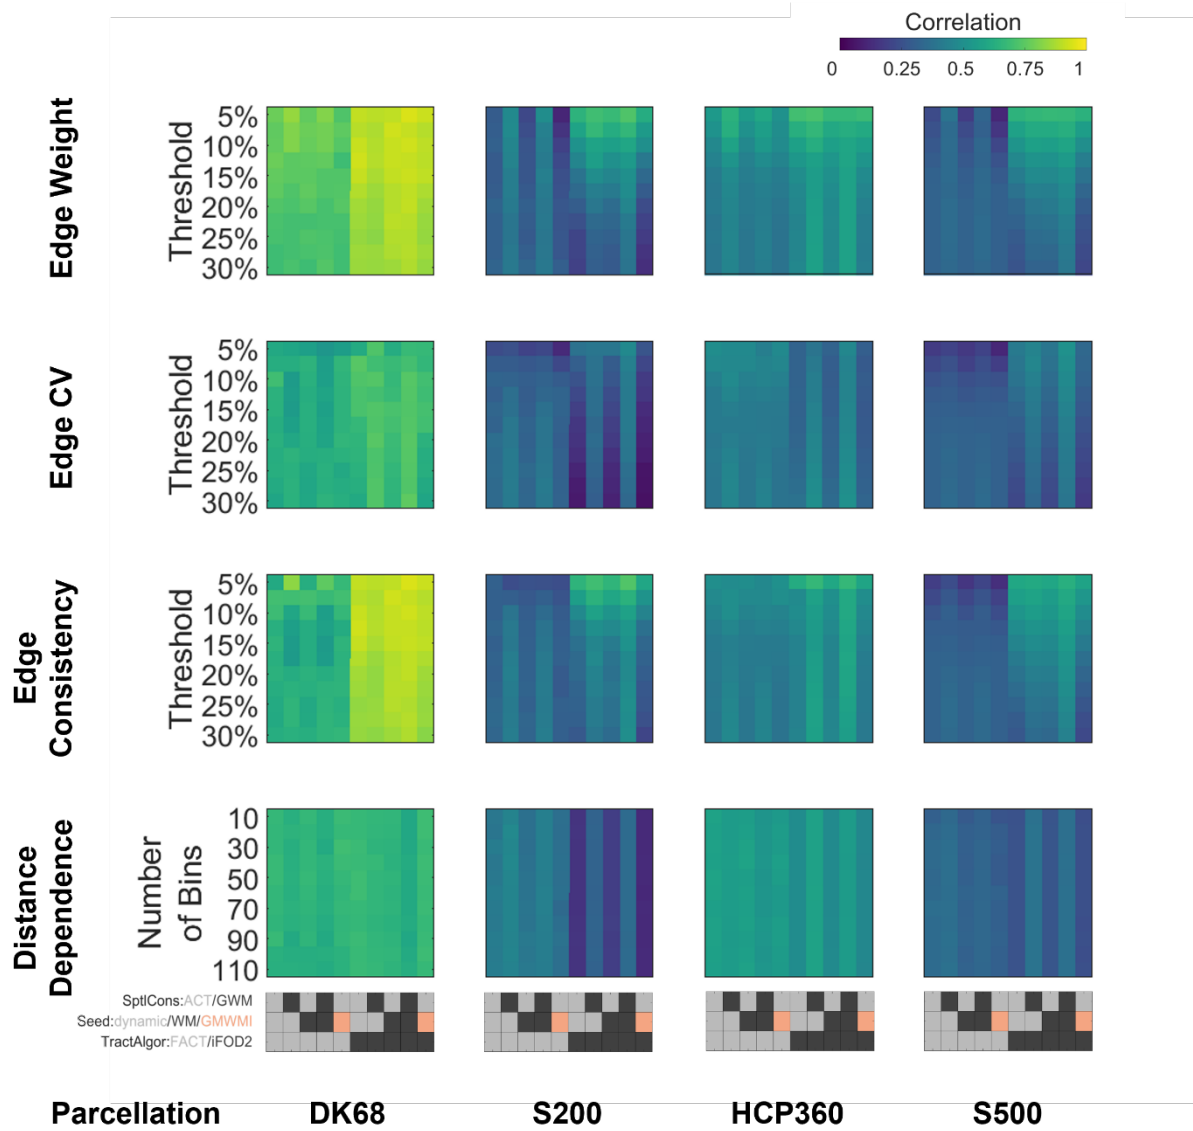 Correlation
0 0.25 0.5 0.75 1
Edge Weight
Threshold
5%
10%
15%
20%
25%
30%
Edge CV
Threshold
5%
10%
15%
20%
25%
30%
Edge
Consistency
Threshold
5%
10%
15%
20%
25%
30%
Distance
Dependence
Number
of Bins
10
30
50
70
90
110
SptlCons:ACT/GWM
Seed:dynamic/WM/GMWMI
TractAlgor:FACT/iFOD2
Parcellation DK68 S200 HCP360 S500